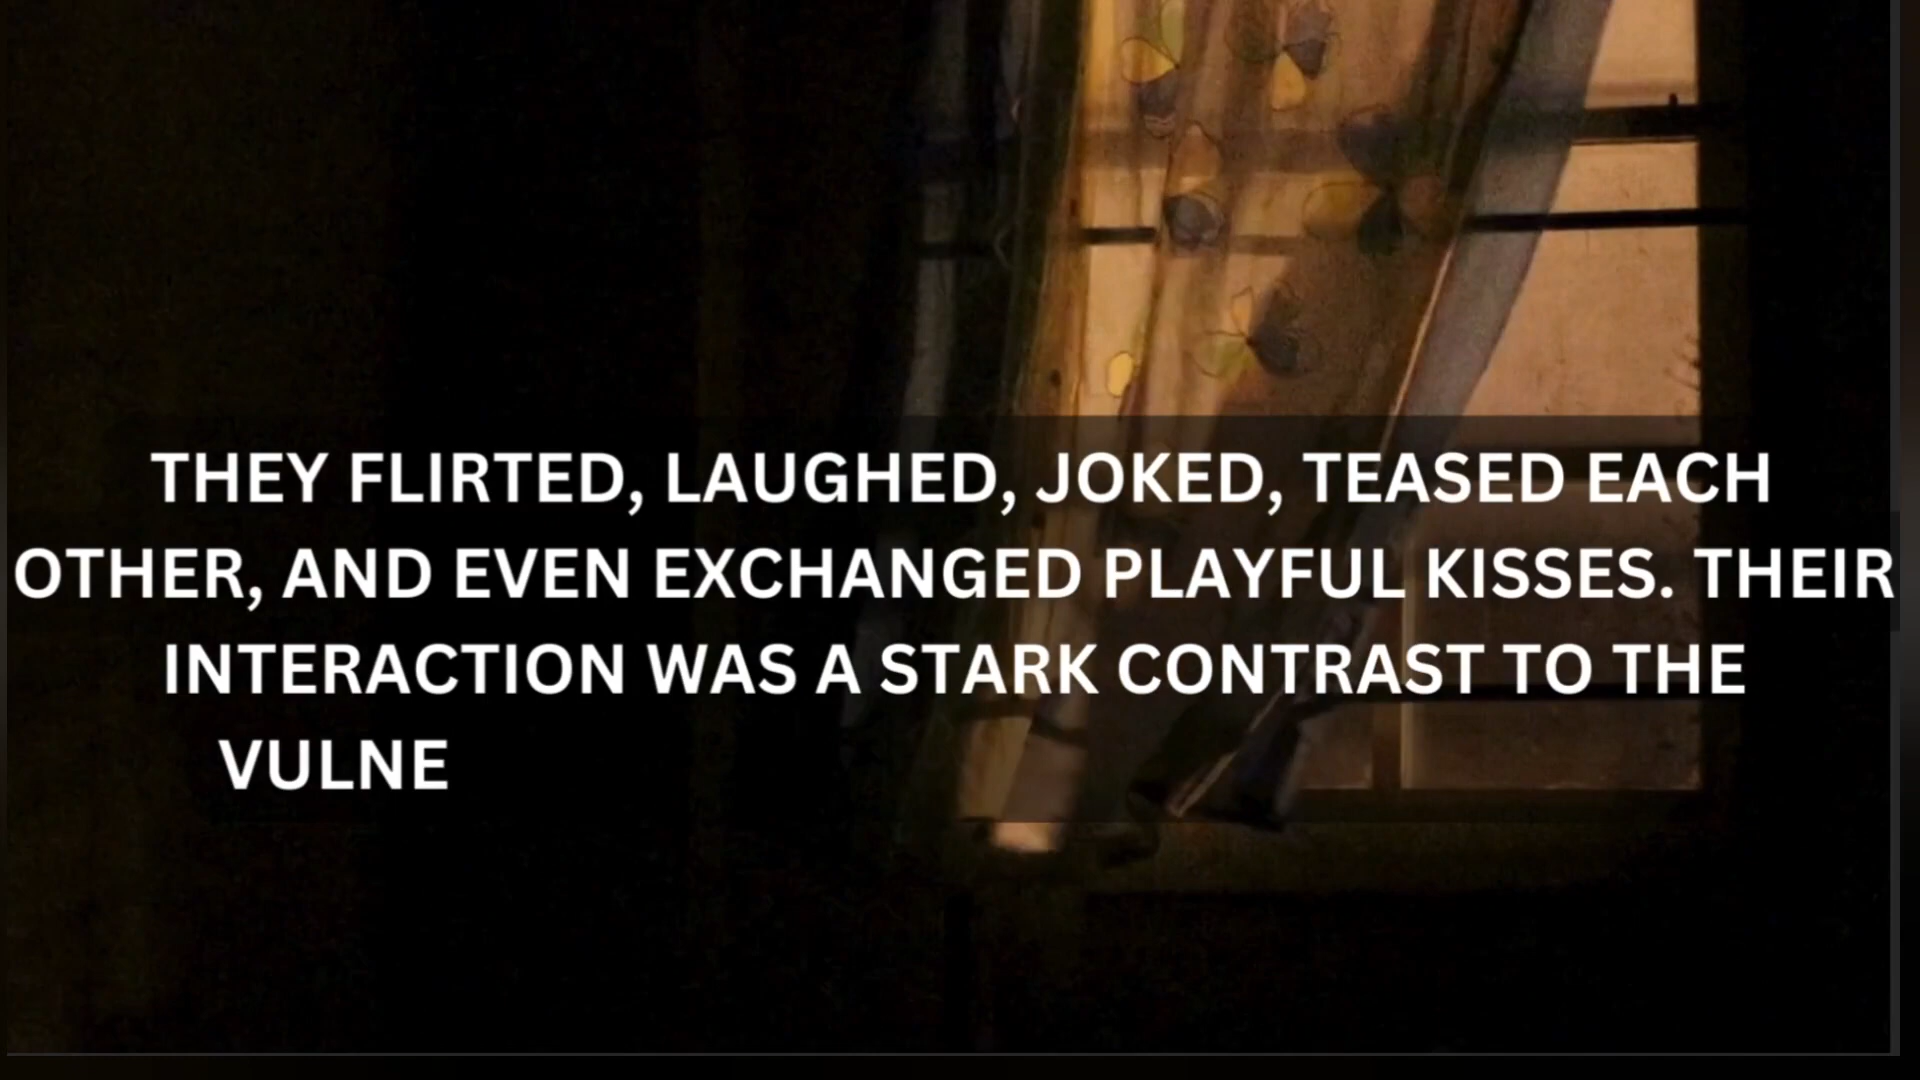 THEY FLIRTED, LAUGHED, JOKED, TEASED EACH
OTHER, AND EVEN EXCHANGED PLAYFUL KISSES. THEIR
INTERACTION WAS A STARK CONTRAST TO THE
VULNE